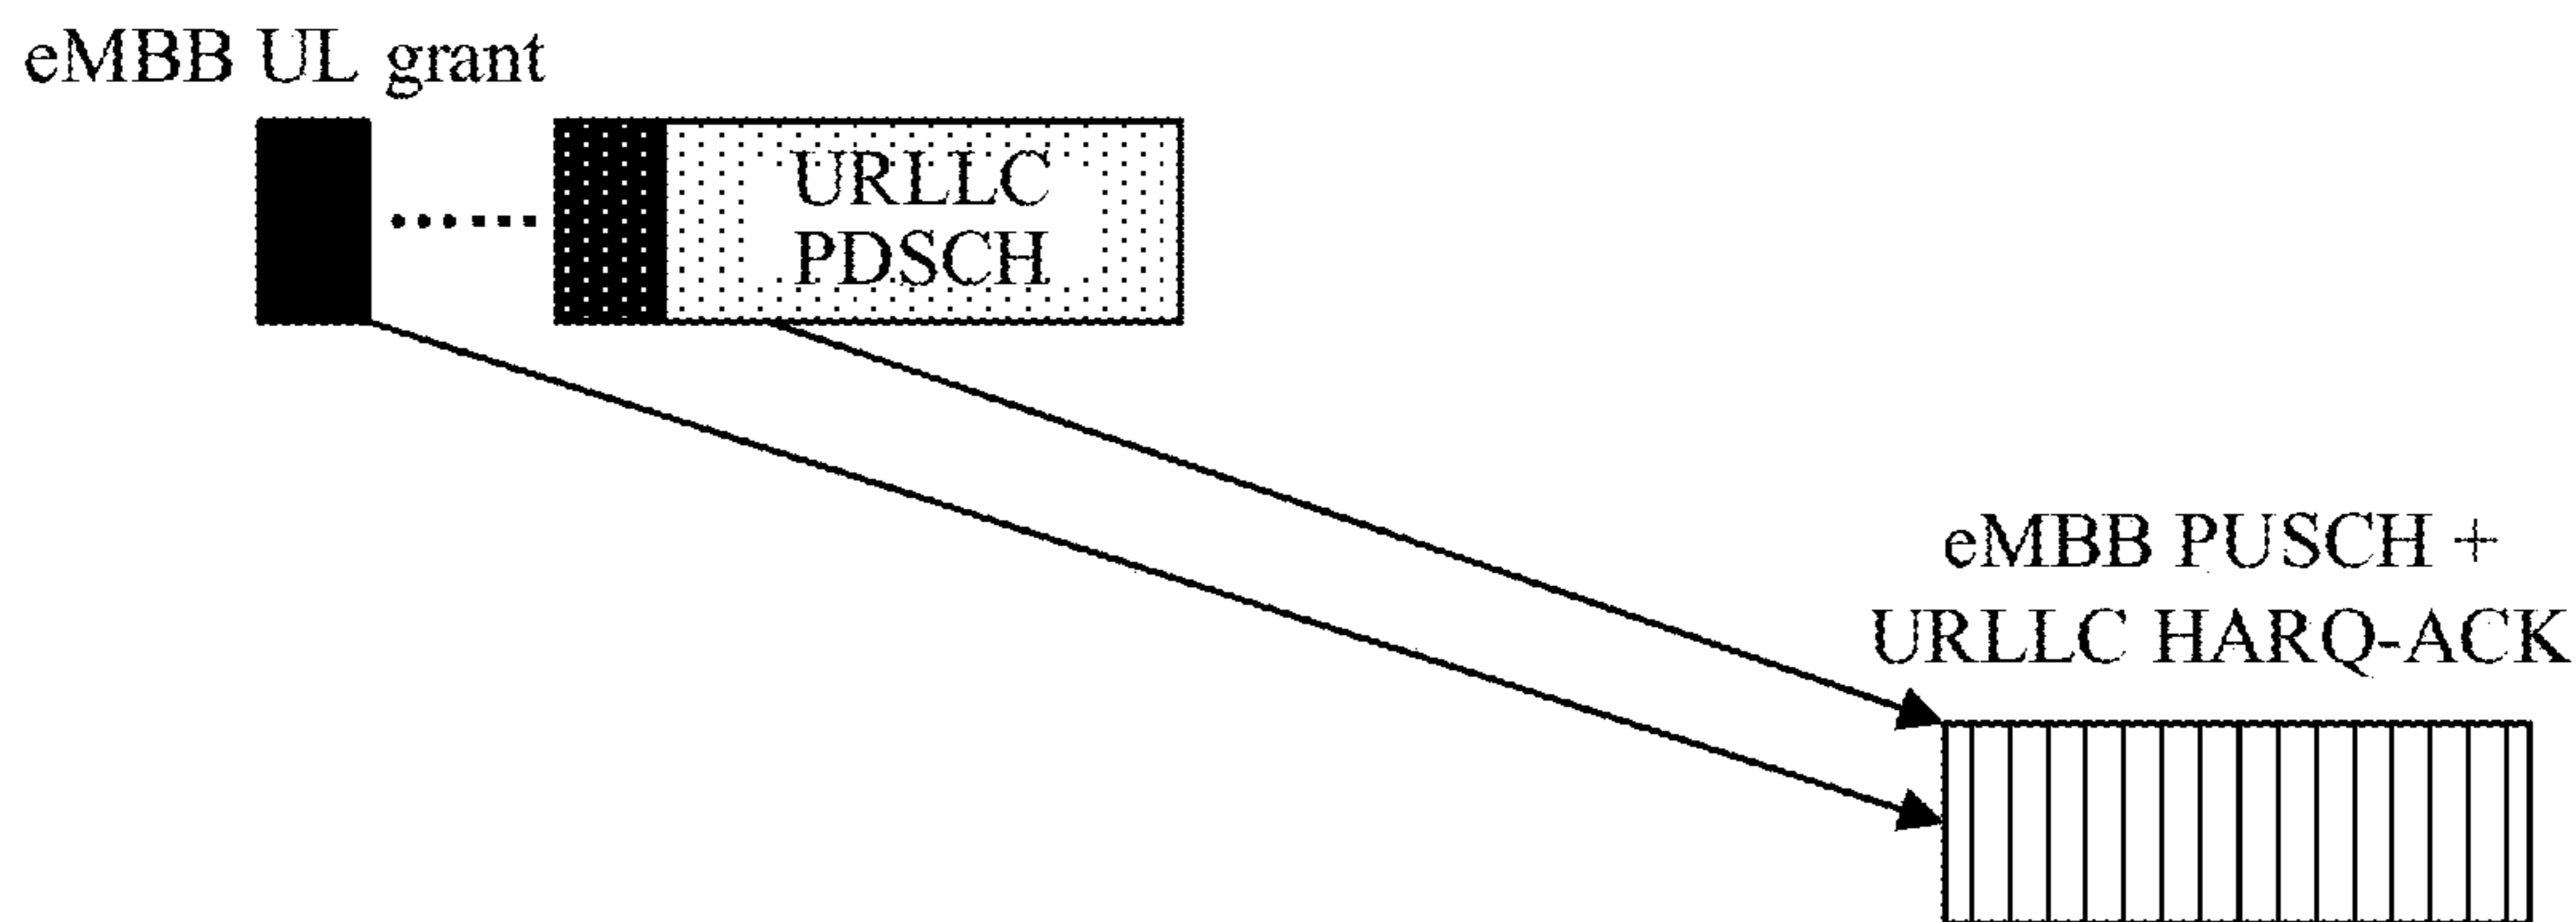 eMBB UL grant
URLLC
PDSCH
eMBB PUSCH +
URLLC HARQ-ACK